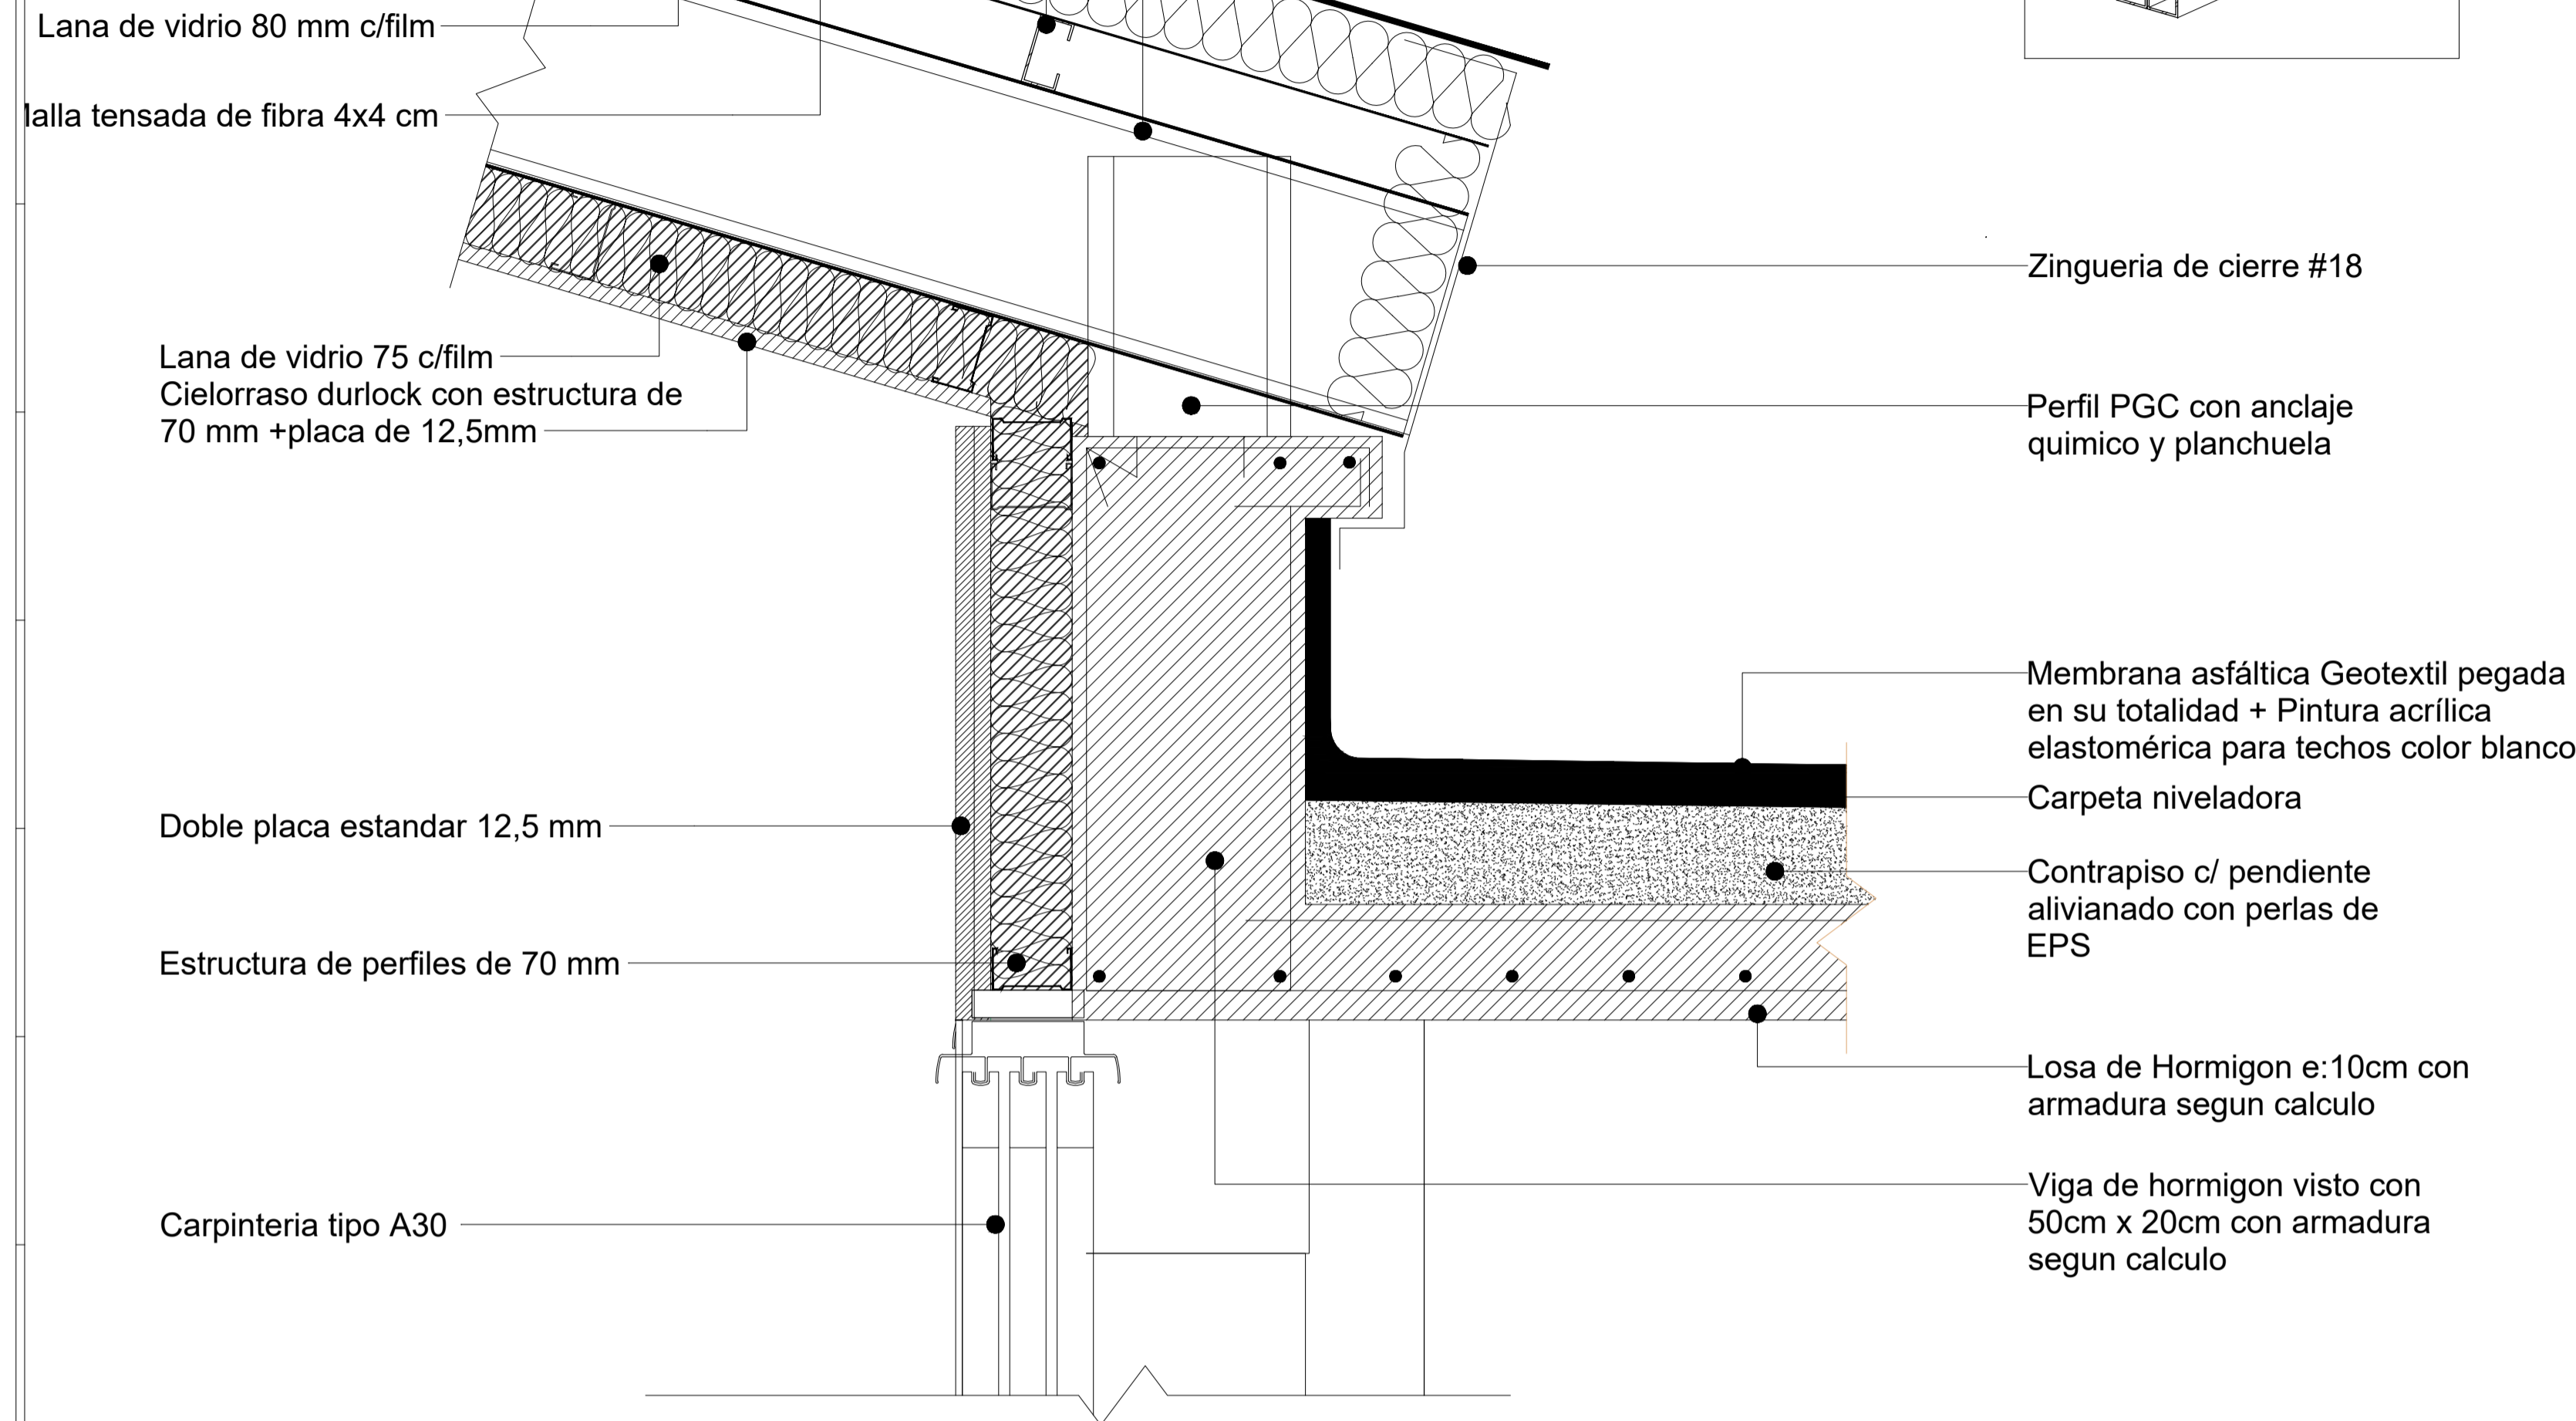 Lana de vidrio 80 mm c/film
tensada de fibra 4x4 cm
Lana de vidrio 75 c/film
Cielorraso durlock con estructura de
70 mm +placa de 12,5mm
Doble placa estandar 12,5 mm
Estructura de perfiles de 70 mm
Carpinteria tipo A30
Zingueria de cierre #18
Perfil PGC con anclaje
quimico y planchuela
Membrana asfáltica Geotextil pegada
en su totalidad + Pintura acrílica
elastomérica para techos color blanco
Carpeta niveladora
Contrapiso c/ pendiente
alivianado con perlas de
EPS
Losa de Hormigon e:10cm con
armadura segun calculo
Viga de hormigon visto con
50cm x 20cm con armadura
segun calculo